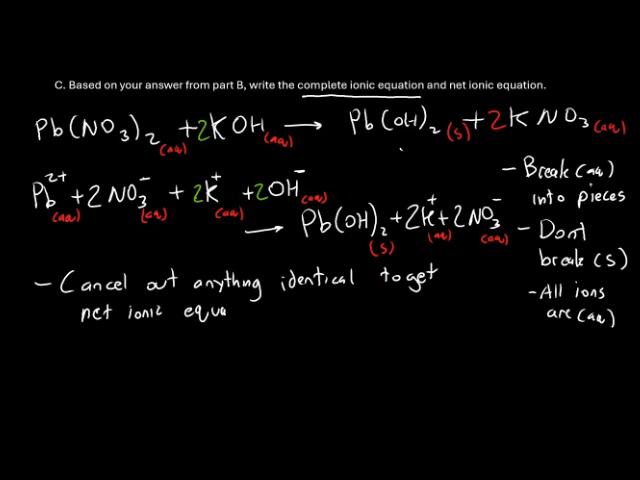 C. Based on your answer from part B, write the complete ionic equation and net ionic equation.
Pb(NO₃)₂(aq) + 2KOH(aq) → Pb(OH)₂(s) + 2KNO₃(aq)
Pb²⁺(aq) + 2NO₃⁻(aq) + 2K⁺(aq) + 2OH⁻(aq)
→ Pb(OH)₂(s) + 2K⁺(aq) + 2NO₃⁻(aq)
- Break (aq)
into pieces
- Dont
break (s)
- All ions
are (aq)
- Cancel out anything identical to get
net ionic equa